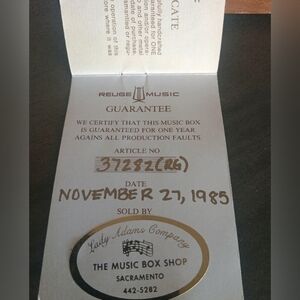 CATE
REUGE MUSIC
GUARANTEE
WE CERTIFY THAT THIS MUSIC BOX
IS GUARANTEED FOR ONE YEAR
AGAINS ALL PRODUCTION FAULTS.
ARTICLE NO
37282(RG)
DATE
NOVEMBER 27, 1985
SOLD BY
Lady Adams Company
THE MUSIC BOX SHOP
SACRAMENTO
442-5282